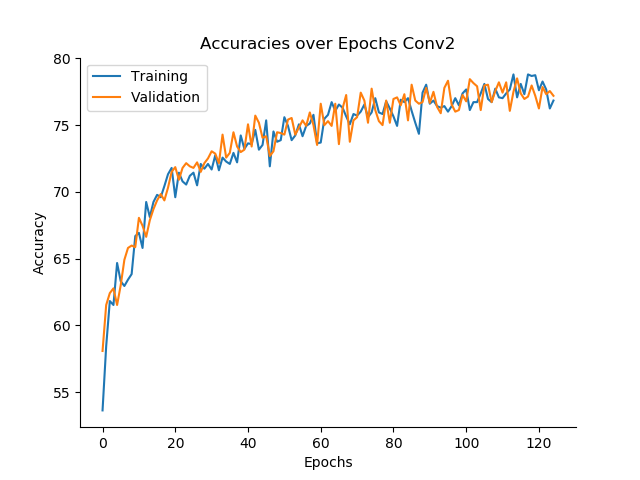 Accuracies over Epochs Conv2
Training
Validation
80
75
70
65
60
55
Accuracy
0 20 40 60 80 100 120
Epochs